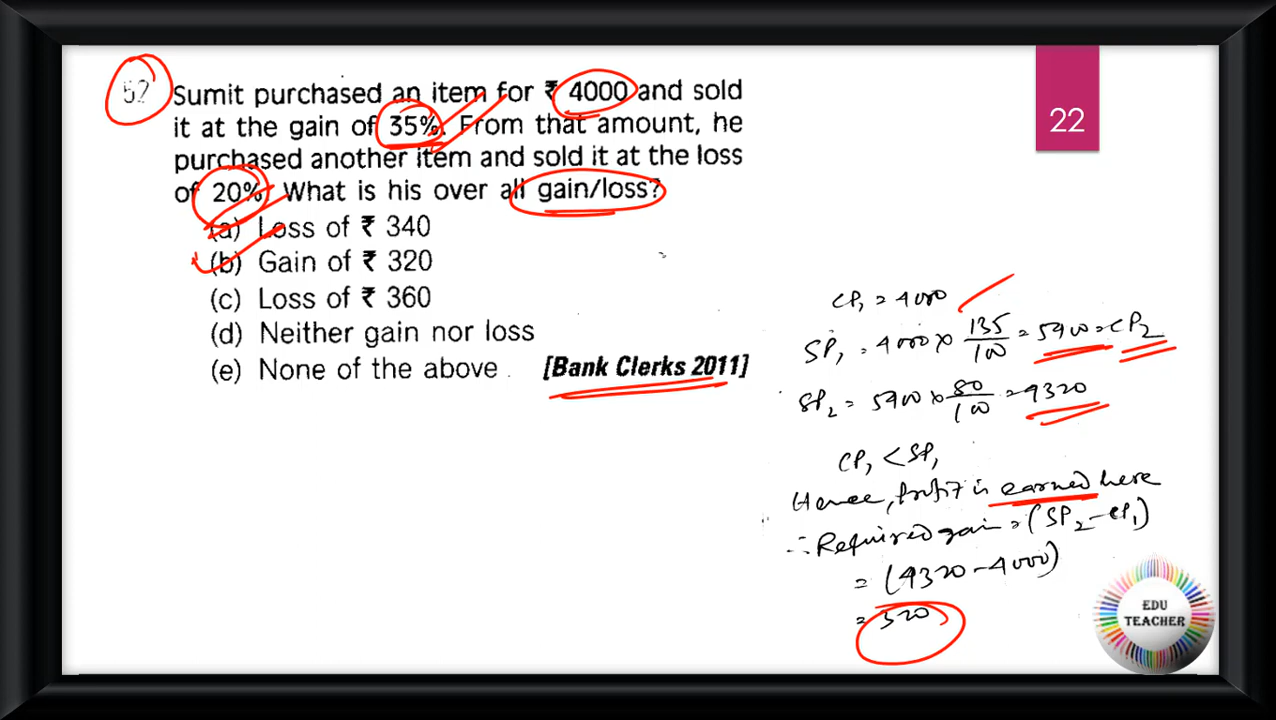 52 Sumit purchased an item for ₹ 4000 and sold
it at the gain of 35%. From that amount, he
purchased another item and sold it at the loss
of 20%. What is his over all gain/loss?
(a) Loss of ₹ 340
(b) Gain of ₹ 320
(c) Loss of ₹ 360
(d) Neither gain nor loss
(e) None of the above
[Bank Clerks 2011]
22
CP₁ = 4000
SP₁ = 4000 × 135/100 = 5400 = CP₂
SP₂ = 5400 × 80/100 = 4320
CP₁ < SP₁
Hence, profit is earned here
∴ Required gain = (SP₂ - CP₁)
= (4320 - 4000)
= 320
EDU
TEACHER